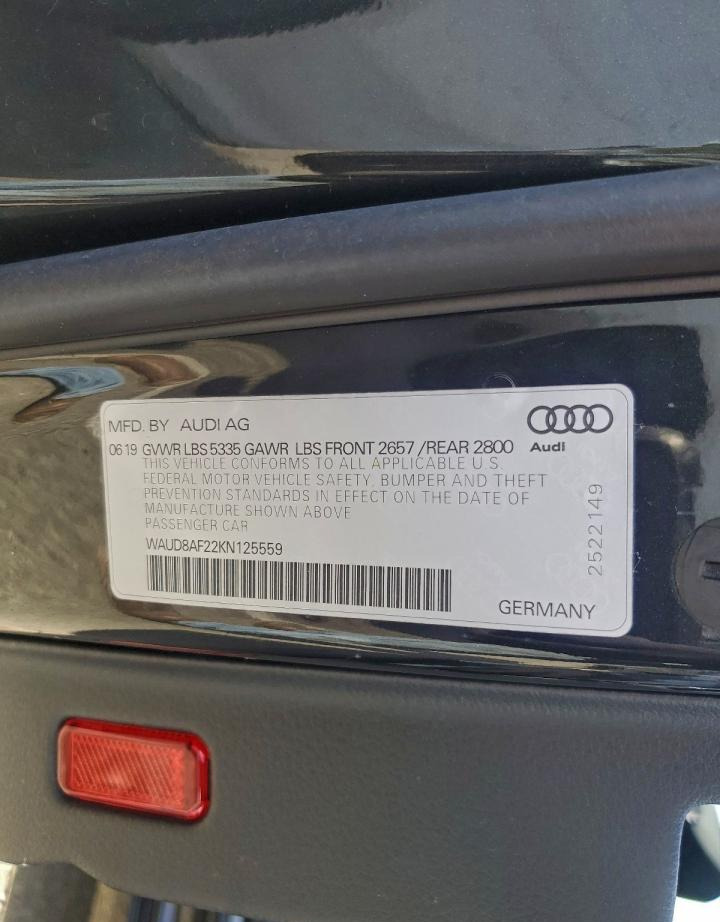 MFD. BY AUDI AG
Audi
06 19 GVWR LBS 5335 GAWR LBS FRONT 2657 /REAR 2800
THIS VEHICLE CONFORMS TO ALL APPLICABLE U.S.
FEDERAL MOTOR VEHICLE SAFETY, BUMPER AND THEFT
PREVENTION STANDARDS IN EFFECT ON THE DATE OF
MANUFACTURE SHOWN ABOVE
PASSENGER CAR
WAUD8AF22KN125559
2522149
GERMANY